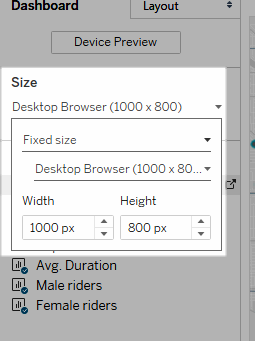 Dashboard
Layout
Device Preview
Size
Desktop Browser (1000 x 800)
Fixed size
Desktop Browser (1000 x 80...
Width Height
1000 px 800 px
Avg. Duration
Male riders
Female riders